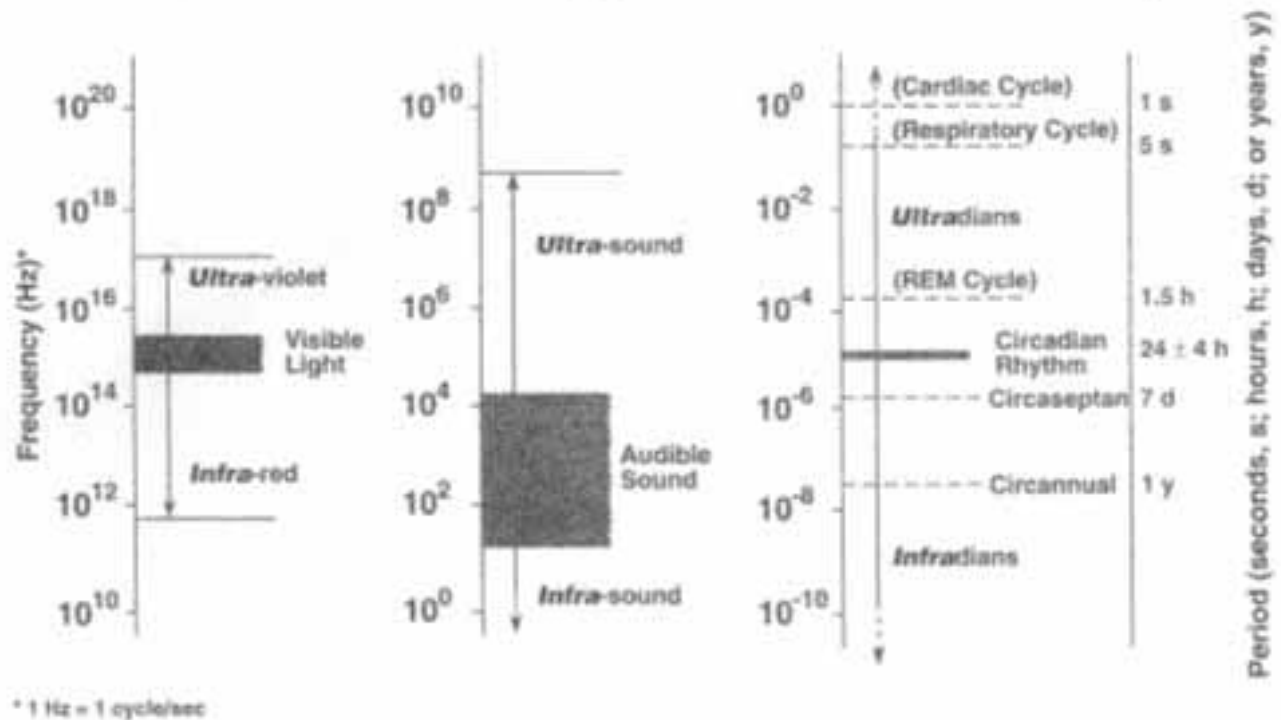 Frequency (Hz)*
10^20
10^18
10^16
10^14
10^12
10^10
Ultra-violet
Visible
Light
Infra-red
10^10
10^8
10^6
10^4
10^2
10^0
Ultra-sound
Audible
Sound
Infra-sound
10^0
10^-2
10^-4
10^-6
10^-8
10^-10
(Cardiac Cycle)
1 s
(Respiratory Cycle)
5 s
Ultradians
(REM Cycle)
1.5 h
Circadian
Rhythm
24 ± 4 h
Circaseptan
7 d
Circannual
1 y
Infradians
Period (seconds, s; hours, h; days, d; or years, y)
* 1 Hz = 1 cycle/sec